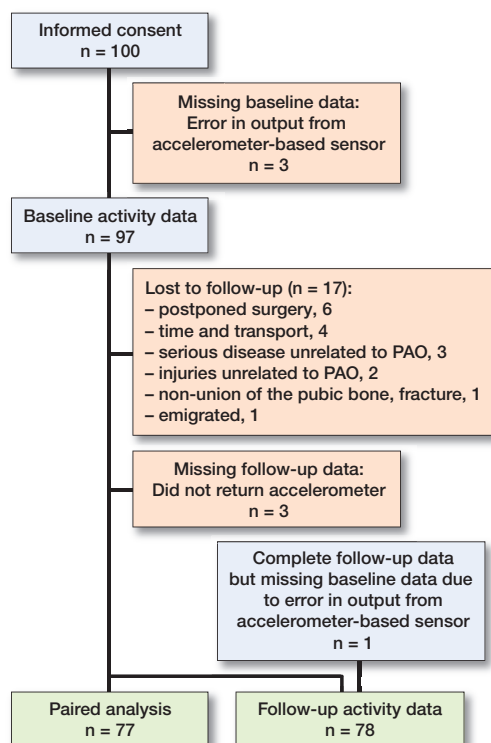 Informed consent
n = 100
Missing baseline data:
Error in output from
accelerometer-based sensor
n = 3
Baseline activity data
n = 97
Lost to follow-up (n = 17):
– postponed surgery, 6
– time and transport, 4
– serious disease unrelated to PAO, 3
– injuries unrelated to PAO, 2
– non-union of the pubic bone, fracture, 1
– emigrated, 1
Missing follow-up data:
Did not return accelerometer
n = 3
Complete follow-up data
but missing baseline data due
to error in output from
accelerometer-based sensor
n = 1
Paired analysis
n = 77
Follow-up activity data
n = 78